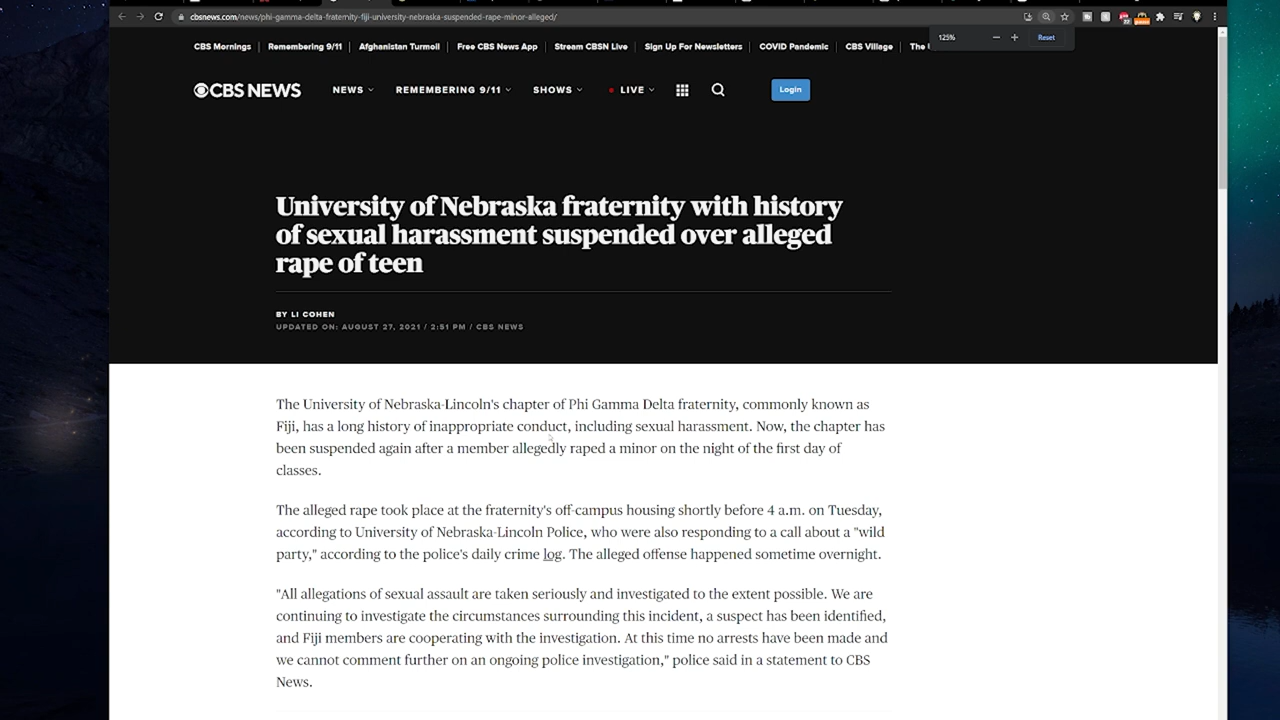 cbsnews.com/news/phi-gamma-delta-fraternity-fiji-university-nebraska-suspended-rape-minor-alleged/
CBS Mornings Remembering 9/11 Afghanistan Turmoil Free CBS News App Stream CBSN Live Sign Up For Newsletters COVID Pandemic CBS Village The
125% Reset
CBS NEWS NEWS REMEMBERING 9/11 SHOWS LIVE Login
University of Nebraska fraternity with history
of sexual harassment suspended over alleged
rape of teen
BY LI COHEN
UPDATED ON: AUGUST 27, 2021 / 2:51 PM / CBS NEWS
The University of Nebraska-Lincoln's chapter of Phi Gamma Delta fraternity, commonly known as
Fiji, has a long history of inappropriate conduct, including sexual harassment. Now, the chapter has
been suspended again after a member allegedly raped a minor on the night of the first day of
classes.
The alleged rape took place at the fraternity's off-campus housing shortly before 4 a.m. on Tuesday,
according to University of Nebraska-Lincoln Police, who were also responding to a call about a "wild
party," according to the police's daily crime log. The alleged offense happened sometime overnight.
"All allegations of sexual assault are taken seriously and investigated to the extent possible. We are
continuing to investigate the circumstances surrounding this incident, a suspect has been identified,
and Fiji members are cooperating with the investigation. At this time no arrests have been made and
we cannot comment further on an ongoing police investigation," police said in a statement to CBS
News.